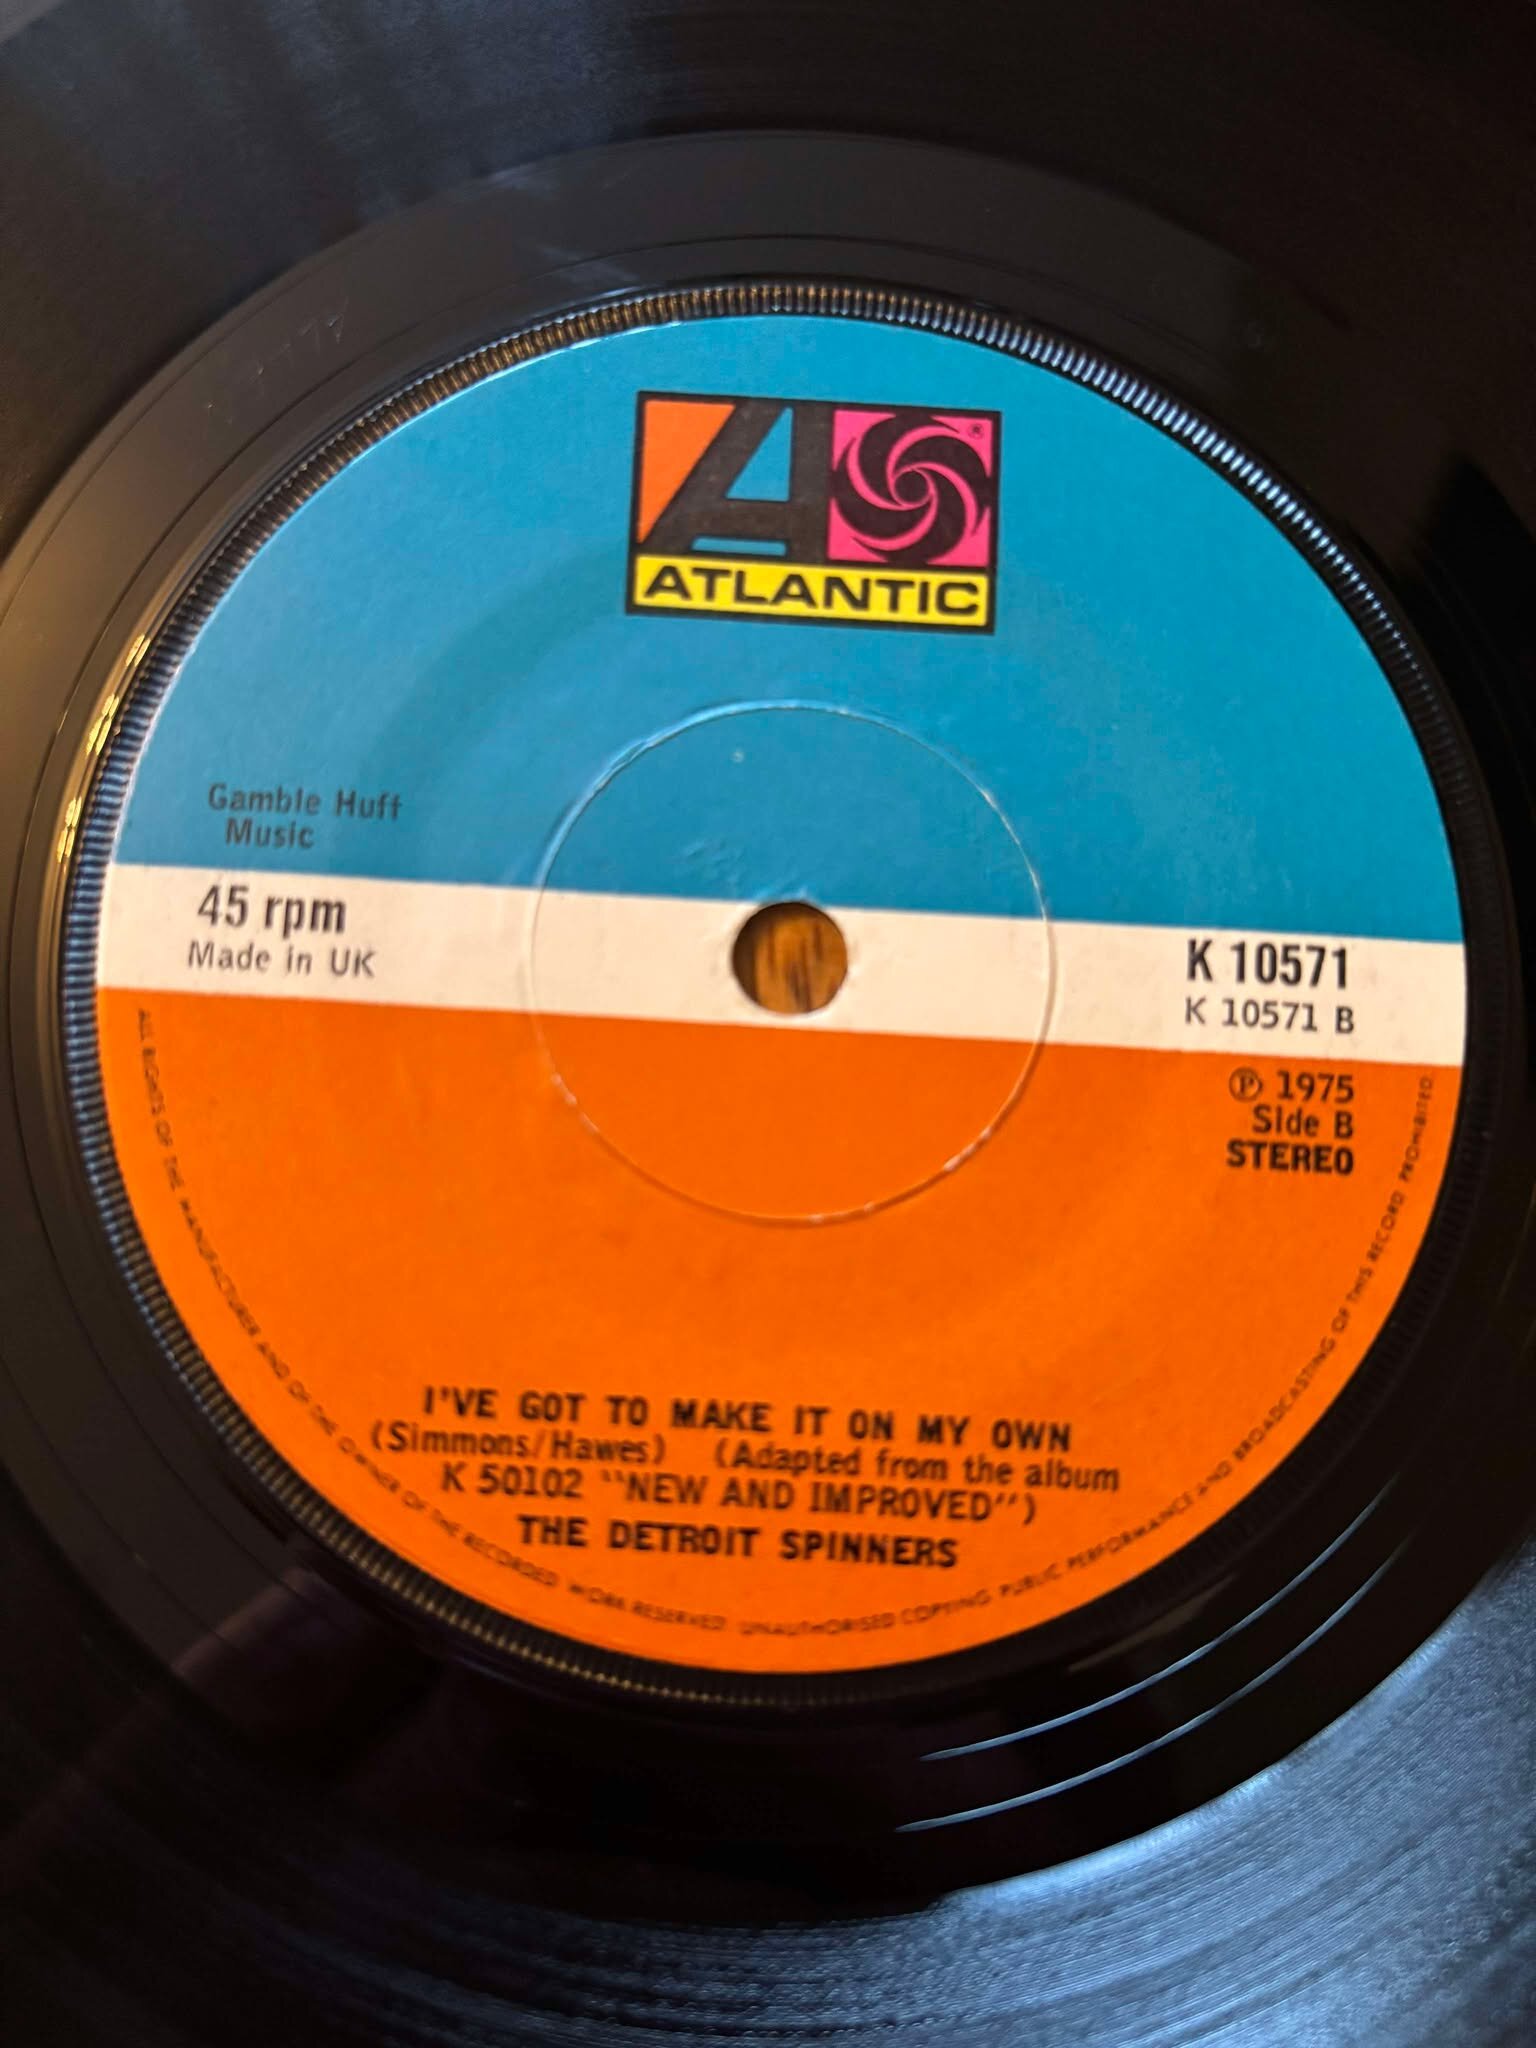 ATLANTIC
Gamble Huff
Music
45 rpm
Made in UK
K 10571
K 10571 B
℗ 1975
Side B
STEREO
I'VE GOT TO MAKE IT ON MY OWN
(Simmons/Hawes) (Adapted from the album
K 50102 "NEW AND IMPROVED")
THE DETROIT SPINNERS
ALL RIGHTS OF THE MANUFACTURER AND OF THE OWNER OF THE RECORDED WORK RESERVED UNAUTHORISED COPYING PUBLIC PERFORMANCE AND BROADCASTING OF THIS RECORD PROHIBITED